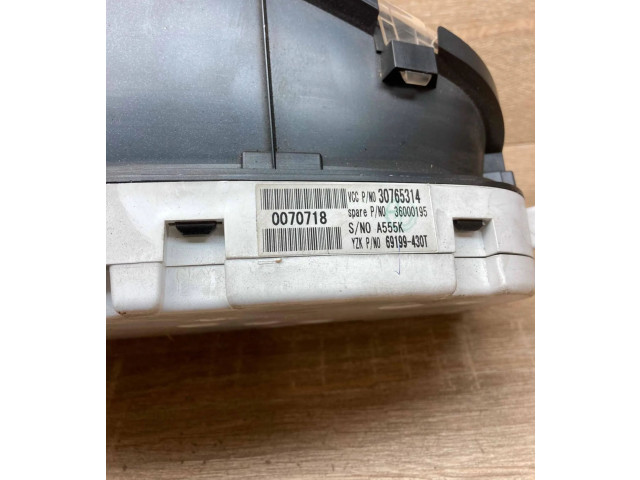 0070718
VCC P/NO 30765314
spare P/NO 36000195
S/NO A555K
YZK P/NO 69199-430T